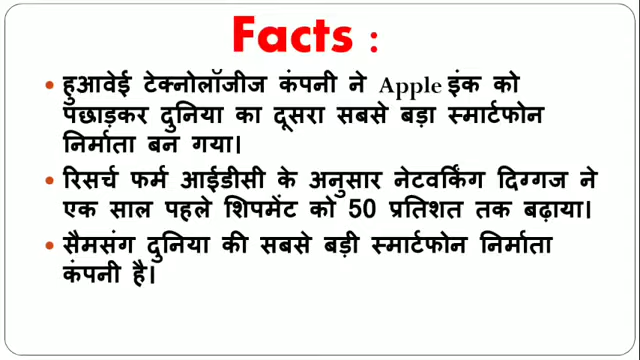 Facts :
• हुआवेई टेक्नोलॉजीज कंपनी ने Apple इंक को
पछाड़कर दुनिया का दूसरा सबसे बड़ा स्मार्टफोन
निर्माता बन गया।
• रिसर्च फर्म आईडीसी के अनुसार नेटवर्किंग दिग्गज ने
एक साल पहले शिपमेंट को 50 प्रतिशत तक बढ़ाया।
• सैमसंग दुनिया की सबसे बड़ी स्मार्टफोन निर्माता
कंपनी है।